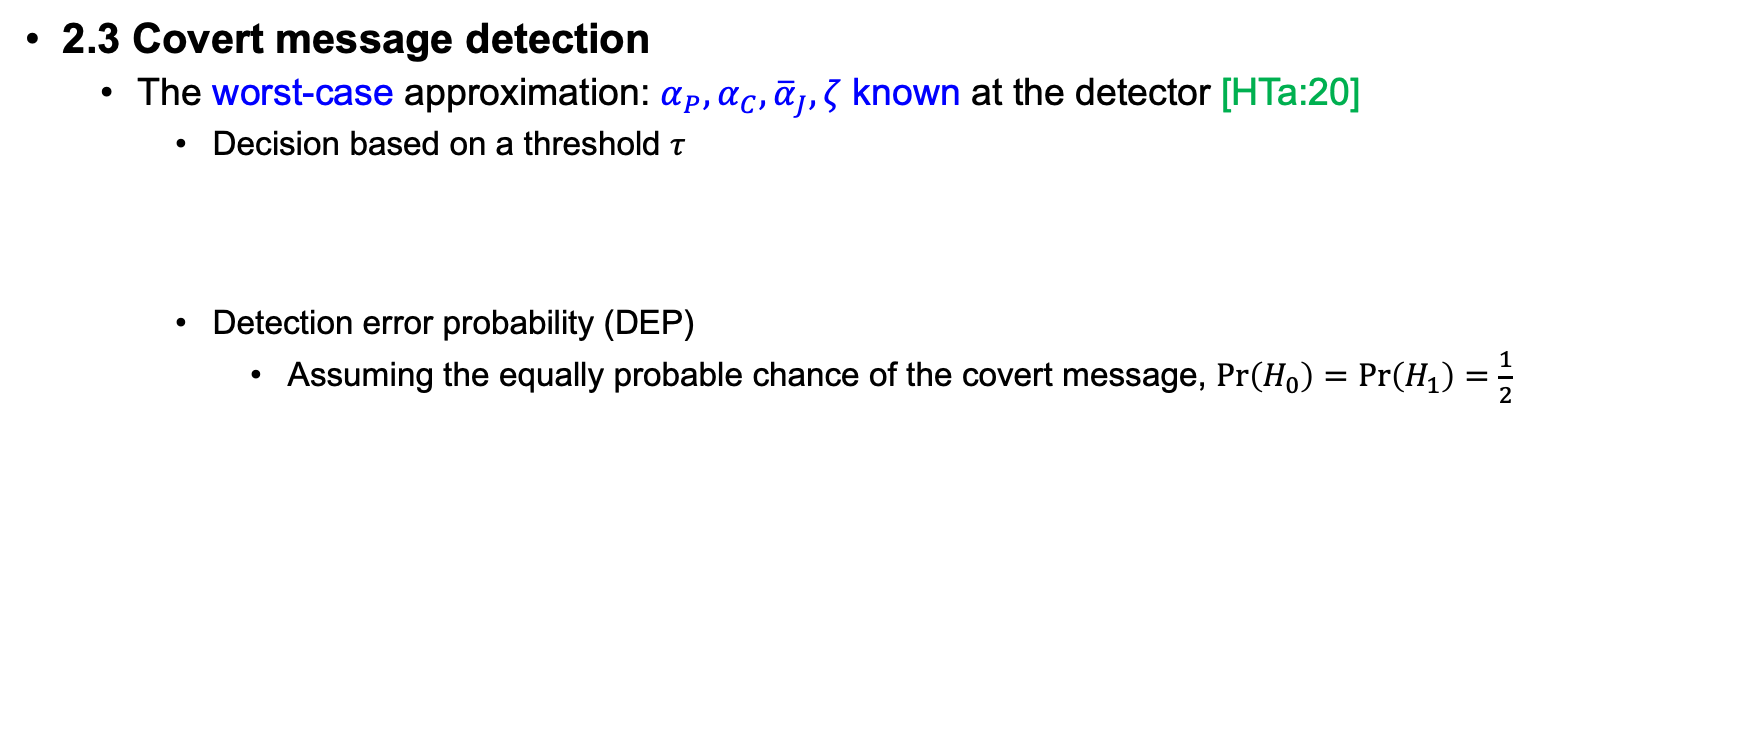 • 2.3 Covert message detection
• The worst-case approximation: 𝛼_P, 𝛼_C, 𝛼̄_J, 𝜁 known at the detector [HTa:20]
• Decision based on a threshold 𝜏
• Detection error probability (DEP)
• Assuming the equally probable chance of the covert message, Pr(𝐻₀) = Pr(𝐻₁) = 1/2